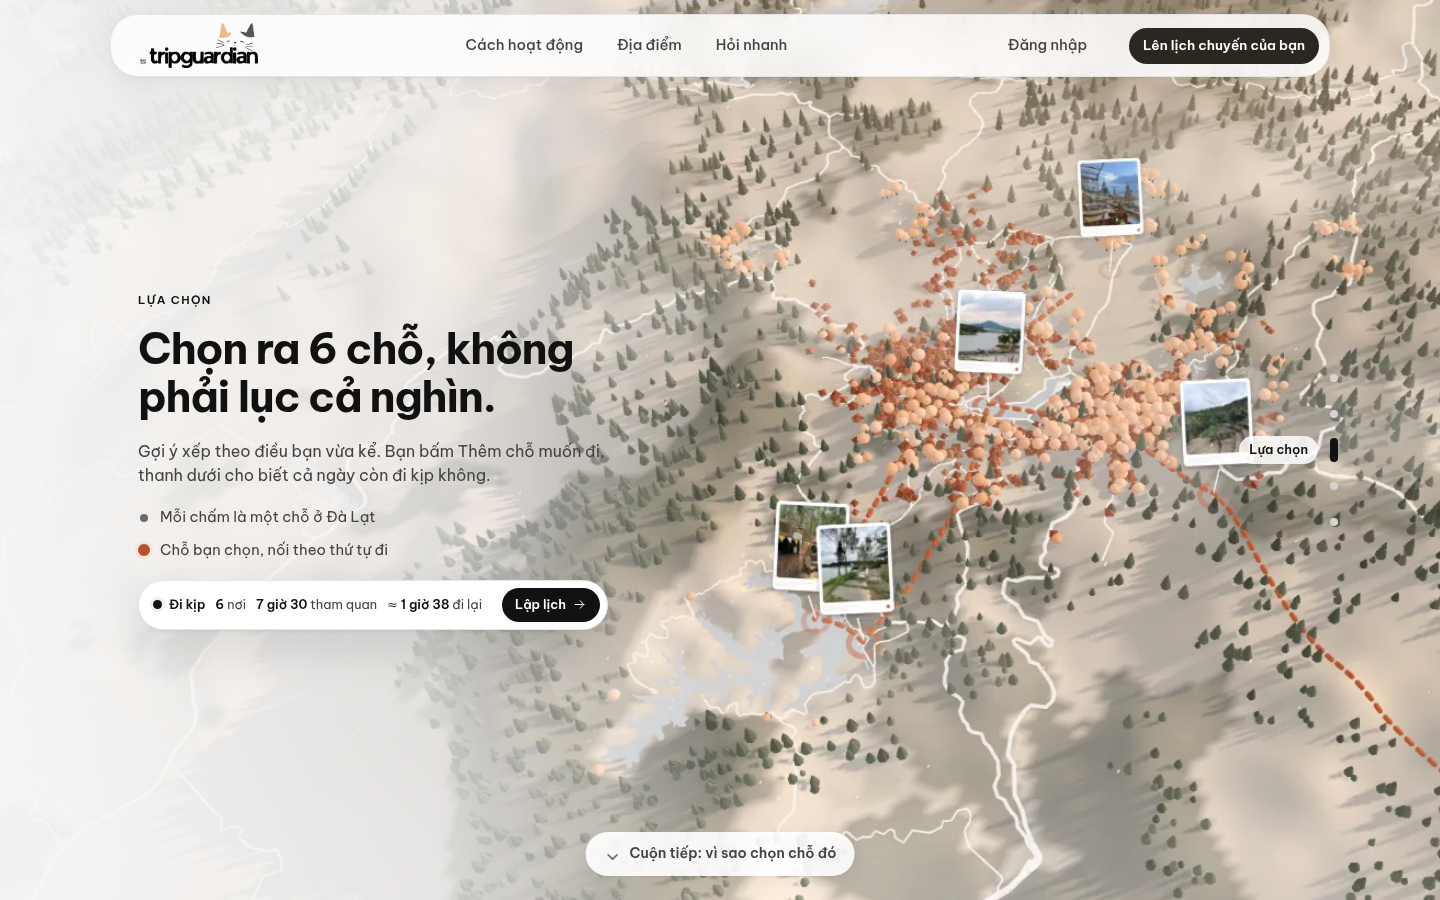 tripguardian
Cách hoạt động
Địa điểm
Hỏi nhanh
Đăng nhập
Lên lịch chuyến của bạn
LỰA CHỌN
Chọn ra 6 chỗ, không
phải lục cả nghìn.
Gợi ý xếp theo điều bạn vừa kể. Bạn bấm Thêm chỗ muốn đi,
thanh dưới cho biết cả ngày còn đi kịp không.
Mỗi chấm là một chỗ ở Đà Lạt
Chỗ bạn chọn, nối theo thứ tự đi
Đi kịp 6 nơi 7 giờ 30 tham quan ≈ 1 giờ 38 đi lại
Lập lịch →
Lựa chọn
Cuộn tiếp: vì sao chọn chỗ đó